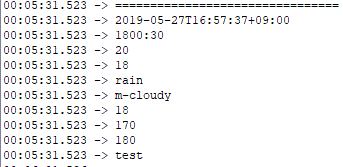 00:05:31.523 -> ================================
00:05:31.523 -> 2019-05-27T16:57:37+09:00
00:05:31.523 -> 1800:30
00:05:31.523 -> 20
00:05:31.523 -> 18
00:05:31.523 -> rain
00:05:31.523 -> m-cloudy
00:05:31.523 -> 18
00:05:31.523 -> 170
00:05:31.523 -> 180
00:05:31.523 -> test